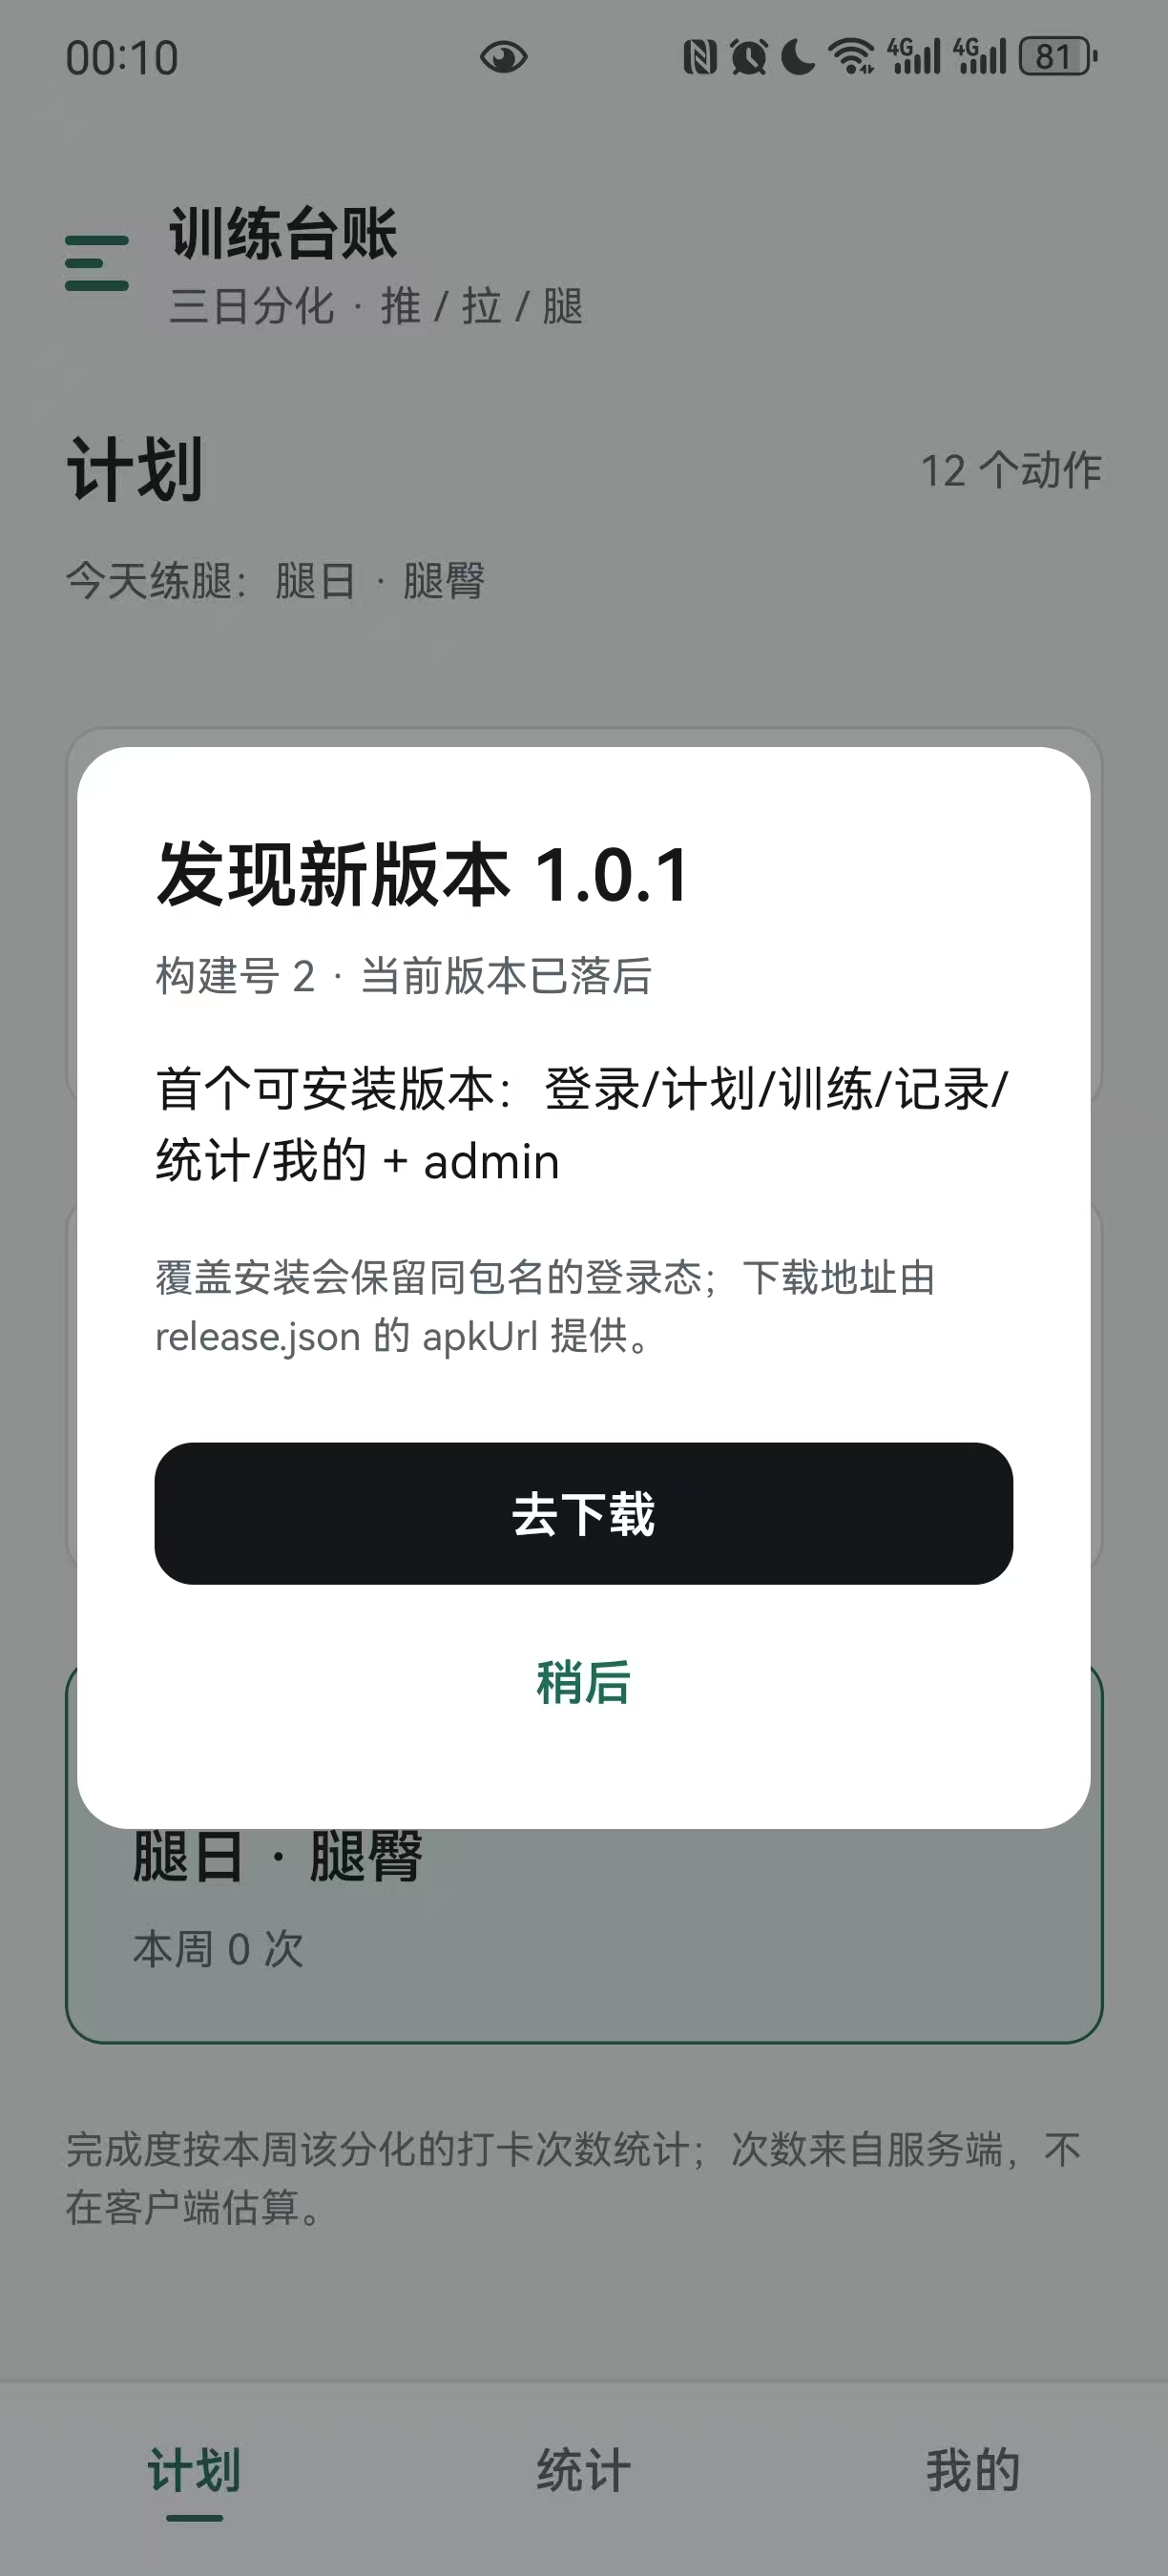 00:10
4G 4G 81
训练台账
三日分化 · 推 / 拉 / 腿
计划
12 个动作
今天练腿：腿日 · 腿臀
发现新版本 1.0.1
构建号 2 · 当前版本已落后
首个可安装版本：登录/计划/训练/记录/
统计/我的 + admin
覆盖安装会保留同包名的登录态；下载地址由
release.json 的 apkUrl 提供。
去下载
稍后
腿日 · 腿臀
本周 0 次
完成度按本周该分化的打卡次数统计；次数来自服务端，不
在客户端估算。
计划
统计
我的